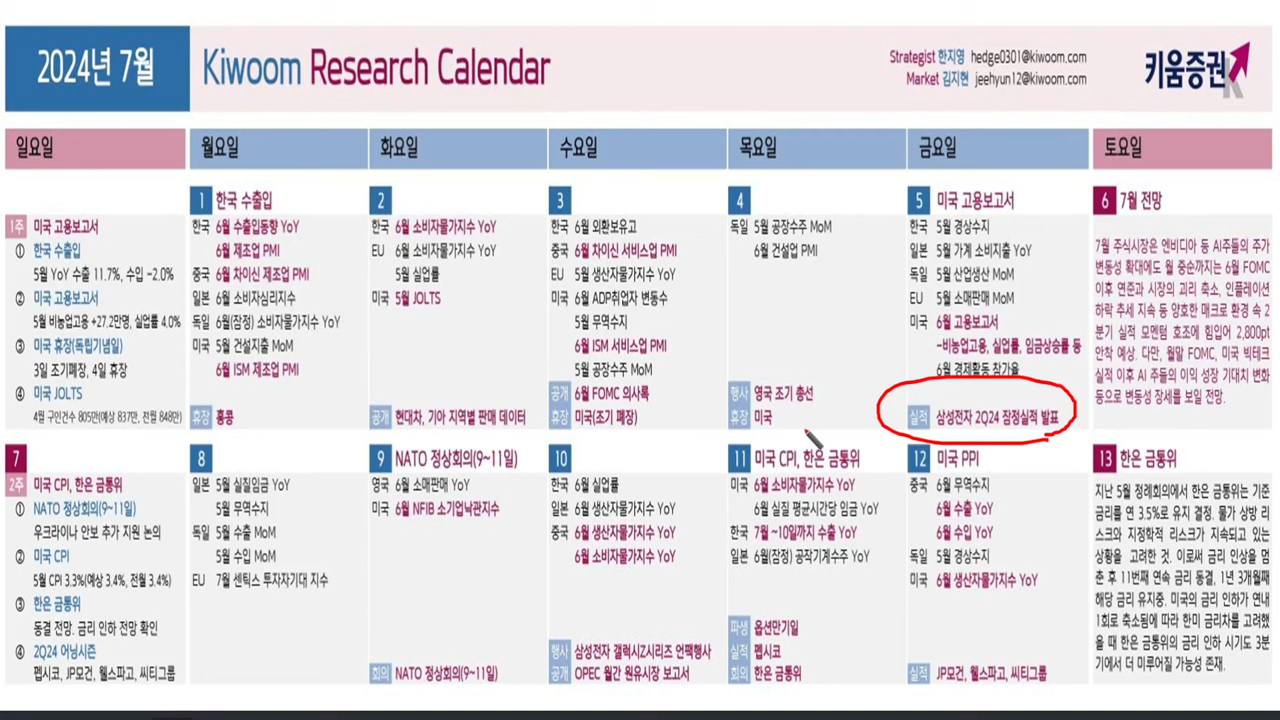 2024년 7월
Kiwoom Research Calendar
Strategist 한지영 hedge0301@kiwoom.com
Market 김지현 jeehyun12@kiwoom.com
키움증권
일요일
월요일
화요일
수요일
목요일
금요일
토요일
1주 미국 고용보고서
① 한국 수출입
5월 YoY 수출 11.7%, 수입 -2.0%
② 미국 고용보고서
5월 비농업고용 +27.2만명, 실업률 4.0%
③ 미국 휴장(독립기념일)
3일 조기폐장, 4일 휴장
④ 미국 JOLTS
4월 구인건수 805만(예상 837만, 전월 848만)
1 한국 수출입
한국 6월 수출입동향 YoY
6월 제조업 PMI
중국 6월 차이신 제조업 PMI
일본 6월 소비자심리지수
독일 6월(잠정) 소비자물가지수 YoY
미국 5월 건설지출 MoM
6월 ISM 제조업 PMI
휴장 홍콩
2
한국 6월 소비자물가지수 YoY
EU 6월 소비자물가지수 YoY
5월 실업률
미국 5월 JOLTS
공개 현대차, 기아 지역별 판매 데이터
3
한국 6월 외환보유고
중국 6월 차이신 서비스업 PMI
EU 5월 생산자물가지수 YoY
미국 6월 ADP취업자 변동수
5월 무역수지
6월 ISM 서비스업 PMI
5월 공장수주 MoM
공개 6월 FOMC 의사록
휴장 미국(조기 폐장)
4
독일 5월 공장수주 MoM
6월 건설업 PMI
행사 영국 조기 총선
휴장 미국
5 미국 고용보고서
한국 5월 경상수지
일본 5월 가계 소비지출 YoY
독일 5월 산업생산 MoM
EU 5월 소매판매 MoM
미국 6월 고용보고서
-비농업고용, 실업률, 임금상승률 등
6월 경제활동 참가율
실적 삼성전자 2Q24 잠정실적 발표
6 7월 전망
7월 주식시장은 엔비디아 등 AI주들의 주가
변동성 확대에도 월 중순까지는 6월 FOMC
이후 연준과 시장의 괴리 축소, 인플레이션
하락 추세 지속 등 양호한 매크로 환경 속 2
분기 실적 모멘텀 호조에 힘입어 2,800pt
안착 예상. 다만, 월말 FOMC, 미국 빅테크
실적 이후 AI 주들의 이익 성장 기대치 변화
등으로 변동성 장세를 보일 전망.
7
2주 미국 CPI, 한은 금통위
① NATO 정상회의(9~11일)
우크라이나 안보 추가 지원 논의
② 미국 CPI
5월 CPI 3.3%(예상 3.4%, 전월 3.4%)
③ 한은 금통위
동결 전망. 금리 인하 전망 확인
④ 2Q24 어닝시즌
펩시코, JP모건, 웰스파고, 씨티그룹
8
일본 5월 실질임금 YoY
5월 무역수지
독일 5월 수출 MoM
5월 수입 MoM
EU 7월 센틱스 투자자기대 지수
9 NATO 정상회의(9~11일)
영국 6월 소매판매 YoY
미국 6월 NFIB 소기업낙관지수
회의 NATO 정상회의(9~11일)
10
한국 6월 실업률
일본 6월 생산자물가지수 YoY
중국 6월 생산자물가지수 YoY
6월 소비자물가지수 YoY
행사 삼성전자 갤럭시Z시리즈 언팩행사
공개 OPEC 월간 원유시장 보고서
11 미국 CPI, 한은 금통위
미국 6월 소비자물가지수 YoY
6월 실질 평균시간당 임금 YoY
한국 7월 ~10일까지 수출 YoY
일본 6월(잠정) 공작기계수주 YoY
파생 옵션만기일
실적 펩시코
회의 한은 금통위
12 미국 PPI
중국 6월 무역수지
6월 수출 YoY
6월 수입 YoY
독일 5월 경상수지
미국 6월 생산자물가지수 YoY
실적 JP모건, 웰스파고, 씨티그룹
13 한은 금통위
지난 5월 정례회의에서 한은 금통위는 기준
금리를 연 3.5%로 유지 결정. 물가 상방 리
스크와 지정학적 리스크가 지속되고 있는
상황을 고려한 것. 이로써 금리 인상을 멈
춘 후 11번째 연속 금리 동결, 1년 3개월째
해당 금리 유지중. 미국의 금리 인하가 연내
1회로 축소됨에 따라 한미 금리차를 고려했
을 때 한은 금통위의 금리 인하 시기도 3분
기에서 더 미루어질 가능성 존재.